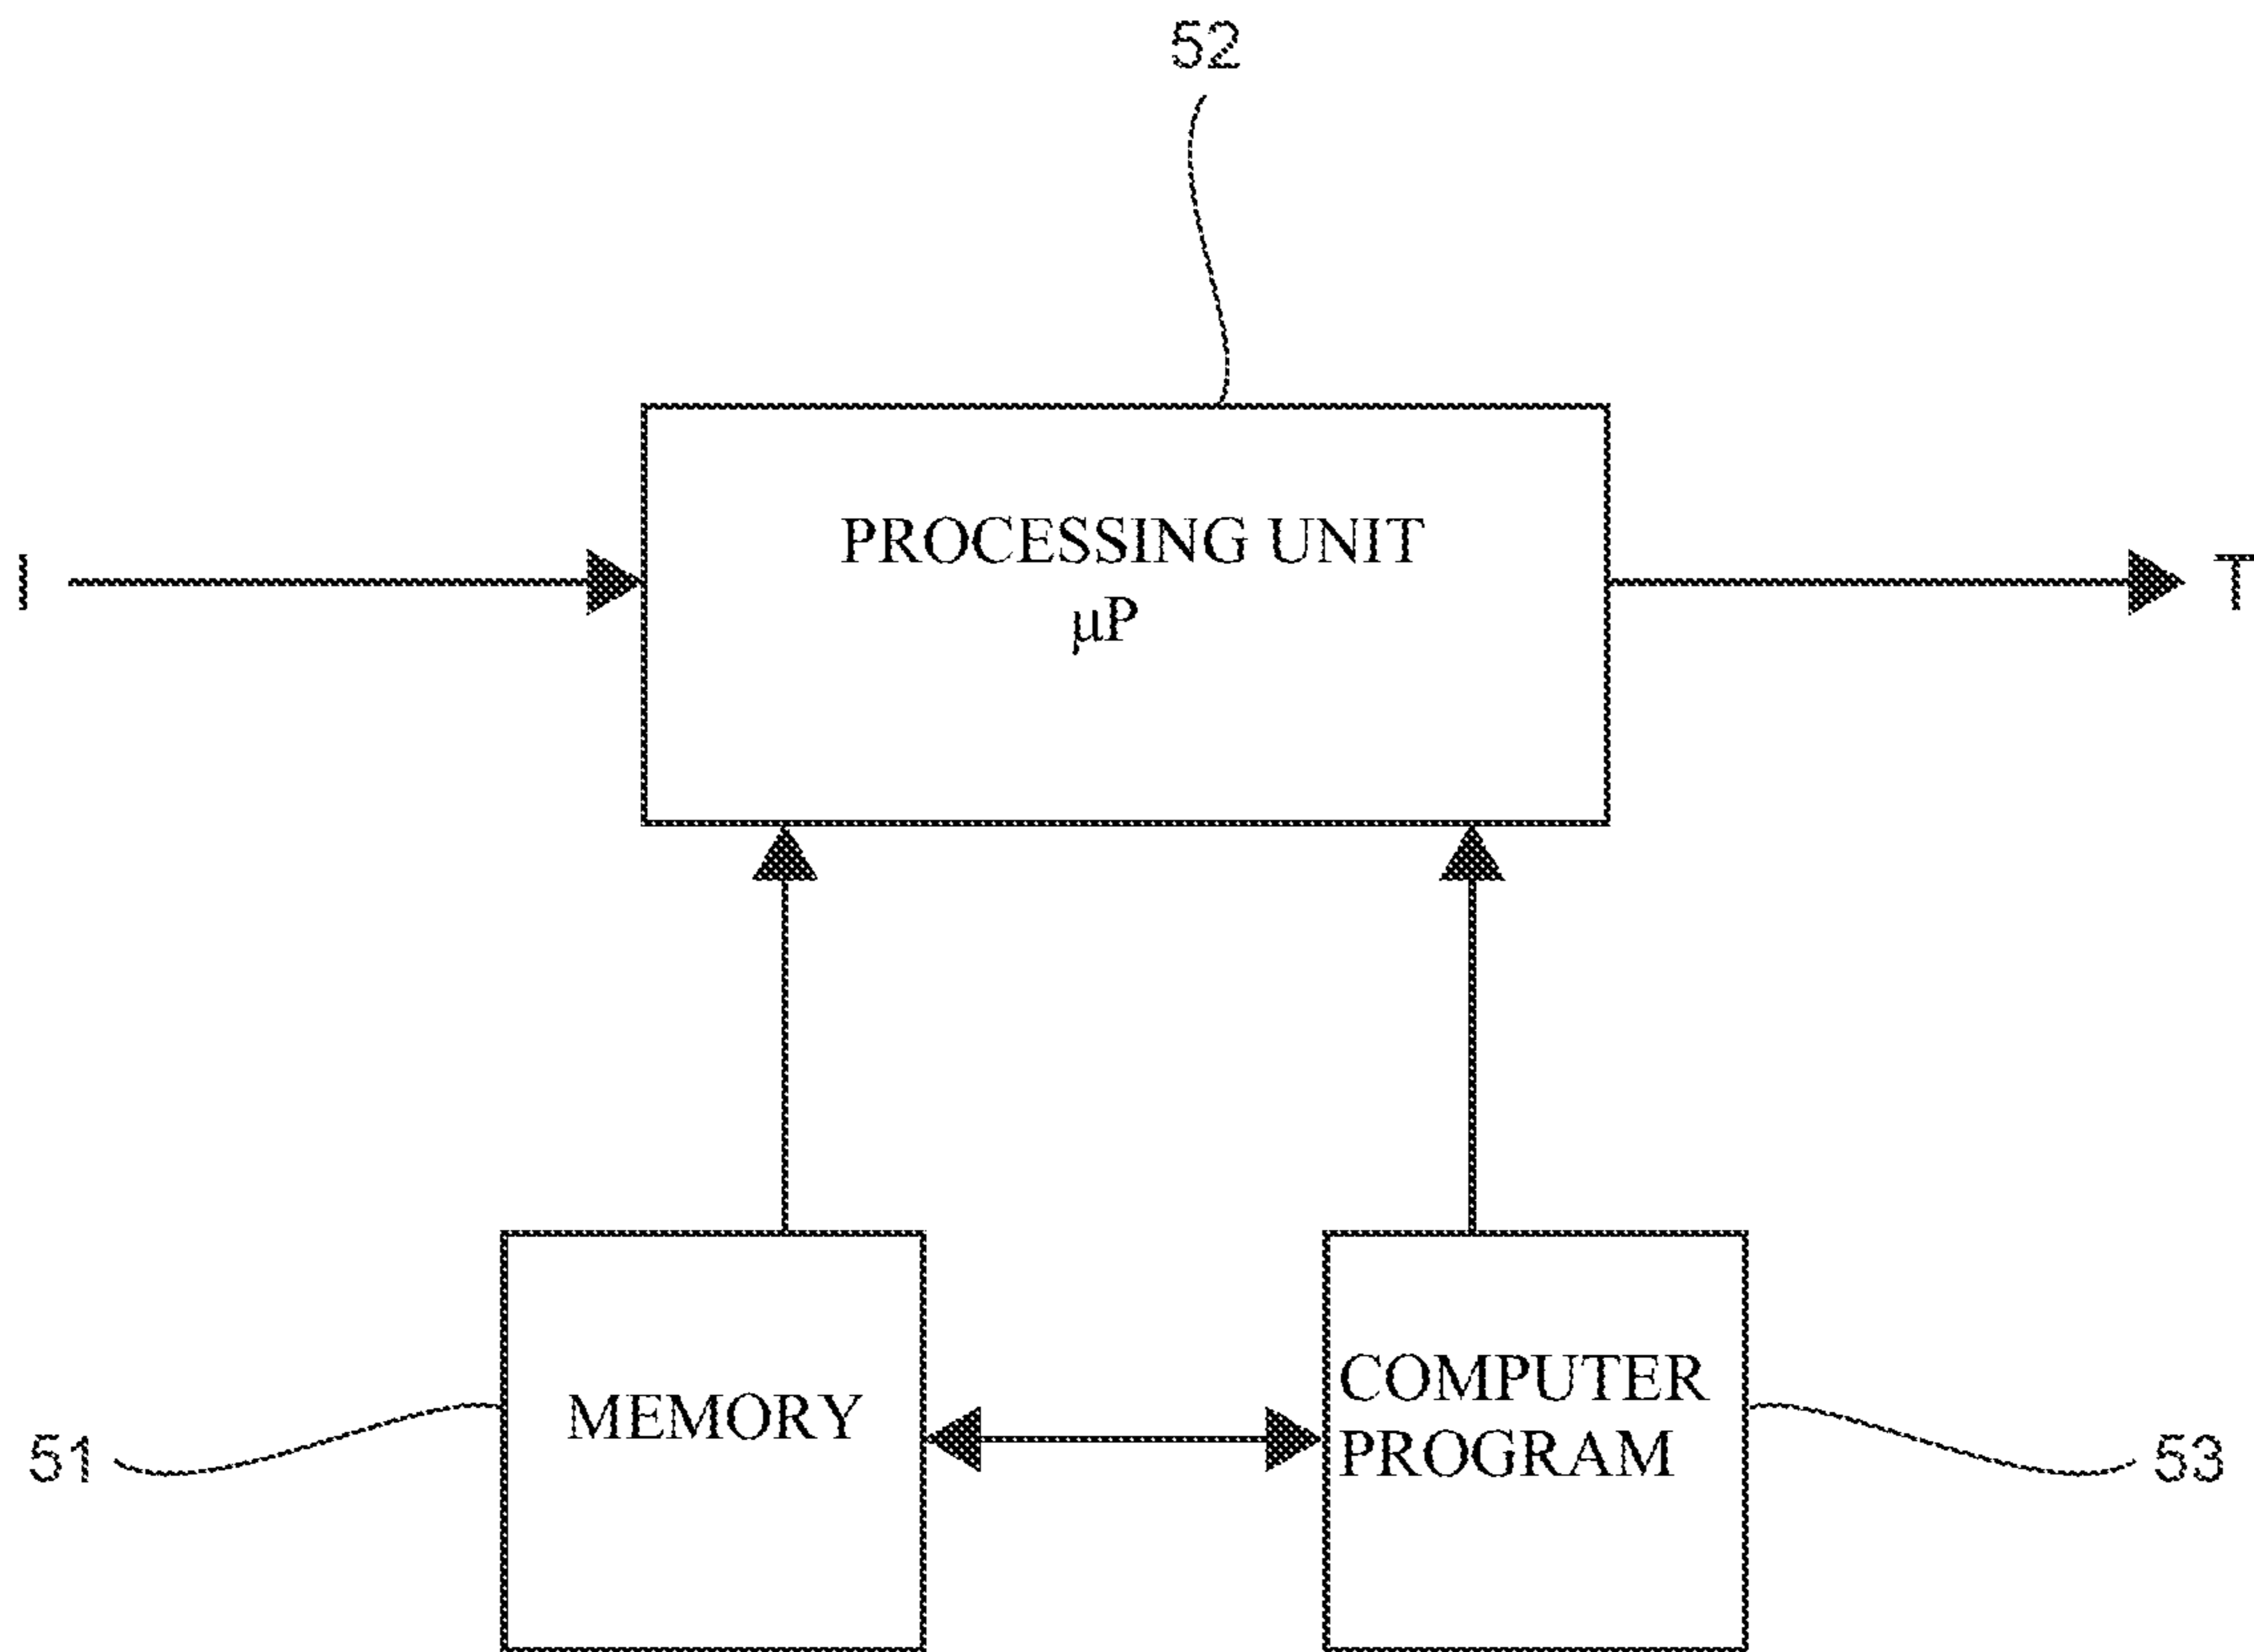 52
PROCESSING UNIT
µP
I
T
MEMORY
COMPUTER
PROGRAM
51
53